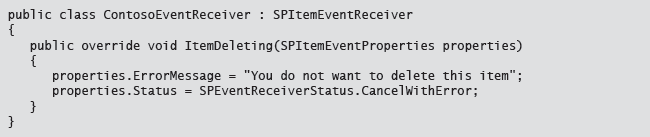 public class ContosoEventReceiver : SPItemEventReceiver
{
   public override void ItemDeleting(SPItemEventProperties properties)
   {
      properties.ErrorMessage = "You do not want to delete this item";
      properties.Status = SPEventReceiverStatus.CancelWithError;
   }
}